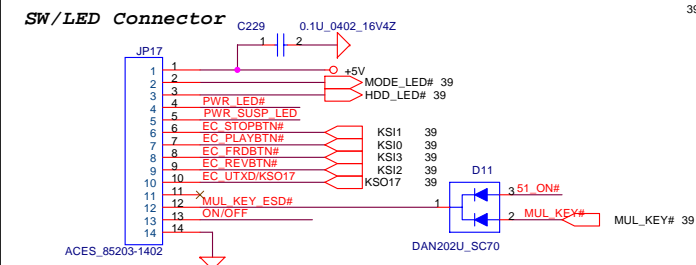 SW/LED Connector
39
C229 0.1U_0402_16V4Z
1 2
JP17
1 1 +5V
2 2 MODE_LED# 39
3 3 HDD_LED# 39
4 4 PWR_LED#
5 5 PWR_SUSP_LED
6 6 EC_STOPBTN# KSI1 39
7 7 EC_PLAYBTN# KSI0 39
8 8 EC_FRDBTN# KSI3 39
9 9 EC_REVBTN# KSI2 39
10 10 EC_UTXD/KSO17 KSO17 39
11 11
12 12 MUL_KEY_ESD#
13 13 ON/OFF
14 14
ACES_85203-1402
D11
1
3 51_ON#
2 MUL_KEY# MUL_KEY# 39
DAN202U_SC70